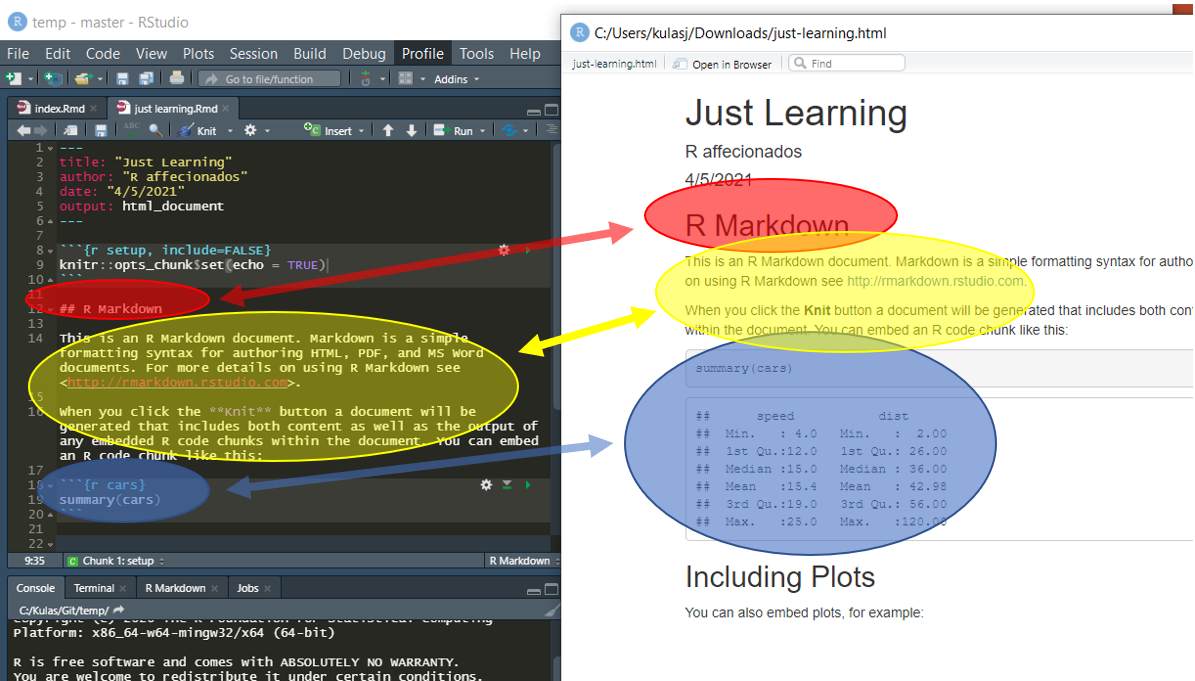 temp - master - RStudio
File Edit Code View Plots Session Build Debug Profile Tools Help
Go to file/function Addins
index.Rmd just learning.Rmd
ABC Knit Insert Run
1 ---
2 title: "Just Learning"
3 author: "R affecionados"
4 date: "4/5/2021"
5 output: html_document
6 ---
7
8 ```{r setup, include=FALSE}
9 knitr::opts_chunk$set(echo = TRUE)
10 ```
11
12 ## R Markdown
13
14 This is an R Markdown document. Markdown is a simple
formatting syntax for authoring HTML, PDF, and MS Word
documents. For more details on using R Markdown see
<http://rmarkdown.rstudio.com>.
15
16 When you click the **Knit** button a document will be
generated that includes both content as well as the output of
any embedded R code chunks within the document. You can embed
an R code chunk like this:
17
18 ```{r cars}
19 summary(cars)
20 ```
21
22
9:35 Chunk 1: setup R Markdown
Console Terminal R Markdown Jobs
C:/Kulas/Git/temp/
Copyright (C) 2020 The R Foundation for Statistical Computing
Platform: x86_64-w64-mingw32/x64 (64-bit)
R is free software and comes with ABSOLUTELY NO WARRANTY.
You are welcome to redistribute it under certain conditions.
C:/Users/kulasj/Downloads/just-learning.html
just-learning.html Open in Browser Find
Just Learning
R affecionados
4/5/2021
R Markdown
This is an R Markdown document. Markdown is a simple formatting syntax for autho
on using R Markdown see http://rmarkdown.rstudio.com.
When you click the Knit button a document will be generated that includes both con
within the document. You can embed an R code chunk like this:
summary(cars)
## speed dist
## Min. : 4.0 Min. : 2.00
## 1st Qu.:12.0 1st Qu.: 26.00
## Median :15.0 Median : 36.00
## Mean :15.4 Mean : 42.98
## 3rd Qu.:19.0 3rd Qu.: 56.00
## Max. :25.0 Max. :120.00
Including Plots
You can also embed plots, for example: